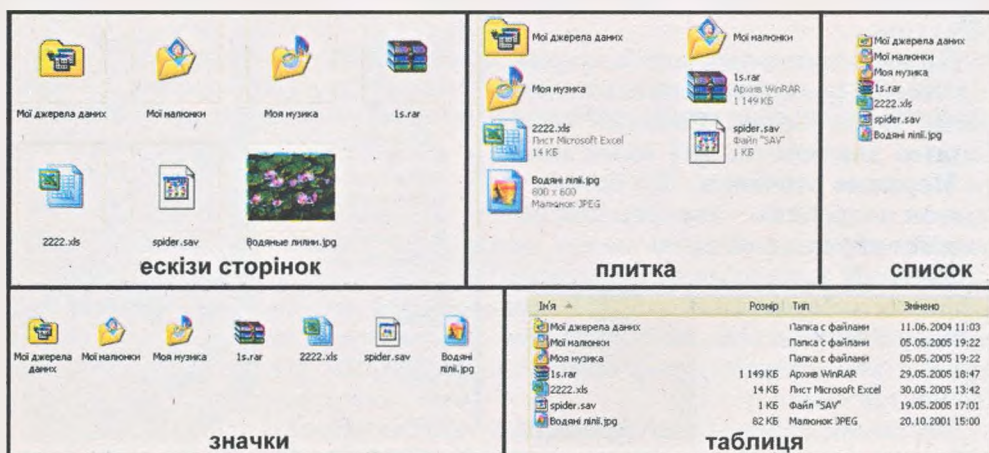 Мої джерела даних Мої малюнки Моя музика 1s.rar
2222.xls spider.sav Водяные лилии.jpg
ескізи сторінок
Мої джерела даних Мої малюнки
Моя музика 1s.rar
Архив WinRAR
1 149 КБ
2222.xls spider.sav
Лист Microsoft Excel Файл "SAV"
14 КБ 1 КБ
Водяні лілії.jpg
800 x 600
Малюнок JPEG
плитка
Мої джерела даних
Мої малюнки
Моя музика
1s.rar
2222.xls
spider.sav
Водяні лілії.jpg
список
Мої джерела Мої малюнки Моя музика 1s.rar 2222.xls spider.sav Водяні
даних лілії.jpg
значки
Ім'я Розмір Тип Змінено
Мої джерела даних Папка с файлами 11.06.2004 11:03
Мої малюнки Папка с файлами 05.05.2005 19:22
Моя музика Папка с файлами 05.05.2005 19:22
1s.rar 1 149 КБ Архив WinRAR 29.05.2005 18:47
2222.xls 14 КБ Лист Microsoft Excel 30.05.2005 13:42
spider.sav 1 КБ Файл "SAV" 19.05.2005 17:01
Водяні лілії.jpg 82 КБ Малюнок JPEG 20.10.2001 15:00
таблиця